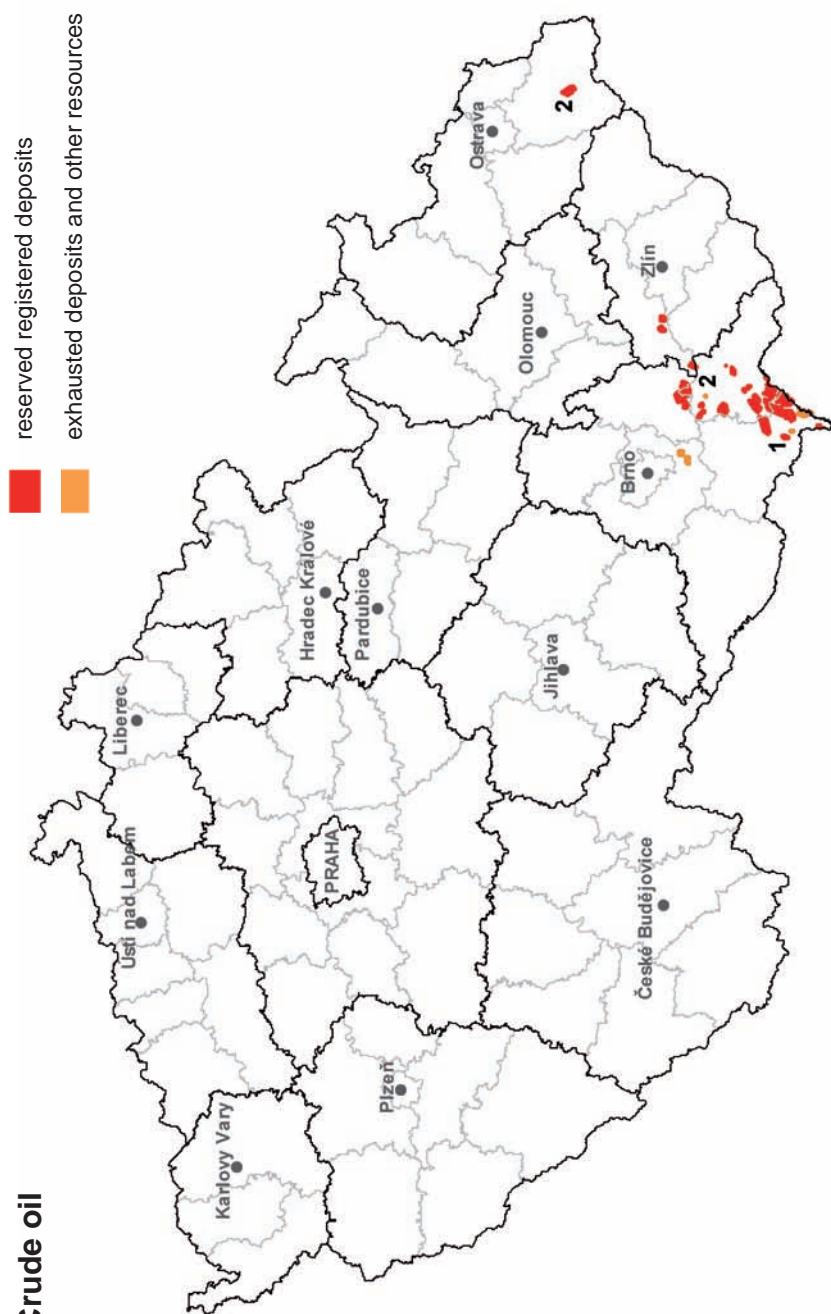 Crude oil
reserved registered deposits
exhausted deposits and other resources
Liberec
Ústí nad Labem
Karlovy Vary
Hradec Králové
PRAHA
Pardubice
Plzeň
Ostrava
Olomouc
Jihlava
2
Brno
České Budějovice
Zlín
2
1